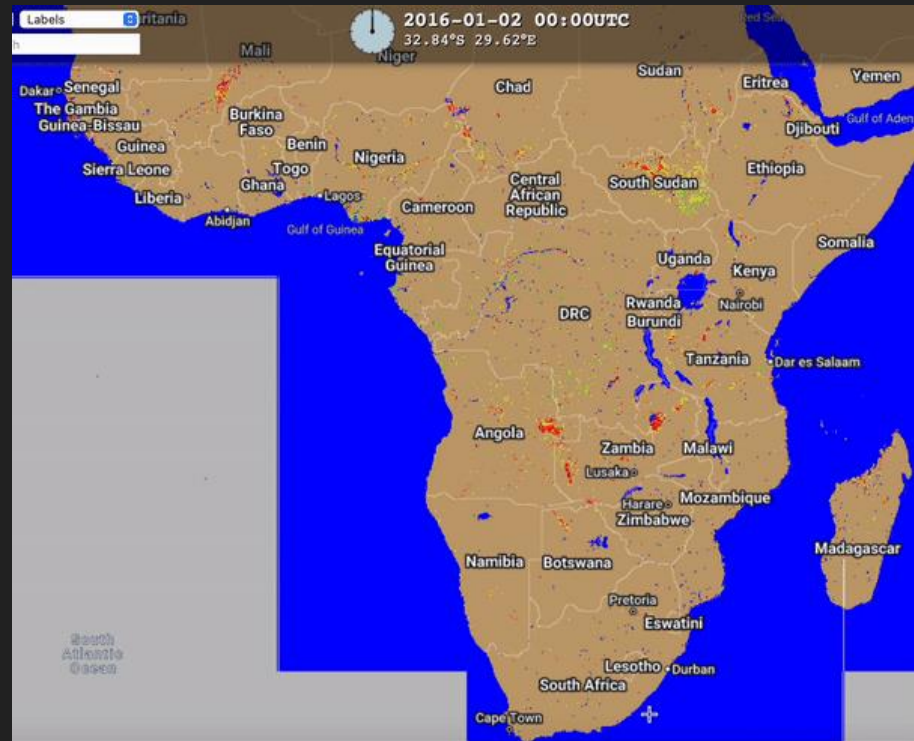 Labels
uritania
2016-01-02 00:00UTC
32.84°S 29.62°E
Red Sea
h
Mali
Niger
Chad
Sudan
Eritrea
Yemen
Dakar
Senegal
The Gambia
Guinea-Bissau
Burkina
Faso
Djibouti
Gulf of Aden
Guinea
Benin
Nigeria
Sierra Leone
Togo
Ghana
Central
African
Republic
South Sudan
Ethiopia
Liberia
Lagos
Cameroon
Abidjan
Gulf of Guinea
Equatorial
Guinea
Somalia
Uganda
Kenya
Nairobi
Rwanda
Burundi
DRC
Tanzania
Dar es Salaam
Angola
Zambia
Malawi
Lusaka
Mozambique
Harare
Zimbabwe
Madagascar
Namibia
Botswana
Pretoria
Eswatini
South
Atlantic
Ocean
Lesotho
Durban
South Africa
Cape Town